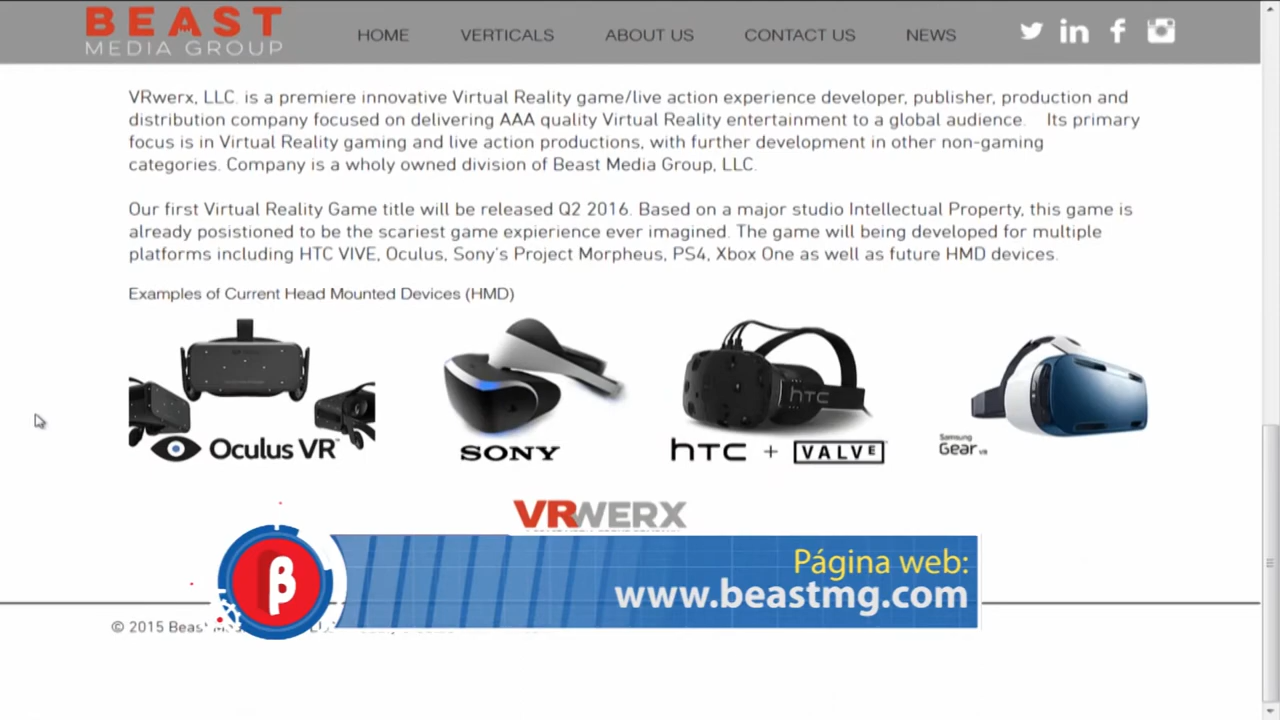 BEAST
MEDIA GROUP
HOME
VERTICALS
ABOUT US
CONTACT US
NEWS
VRwerx, LLC. is a premiere innovative Virtual Reality game/live action experience developer, publisher, production and
distribution company focused on delivering AAA quality Virtual Reality entertainment to a global audience. Its primary
focus is in Virtual Reality gaming and live action productions, with further development in other non-gaming
categories. Company is a wholly owned division of Beast Media Group, LLC.
Our first Virtual Reality Game title will be released Q2 2016. Based on a major studio Intellectual Property, this game is
already posistioned to be the scariest game expierience ever imagined. The game will being developed for multiple
platforms including HTC VIVE, Oculus, Sony's Project Morpheus, PS4, Xbox One as well as future HMD devices.
Examples of Current Head Mounted Devices (HMD)
hTC
Oculus VR™
SONY
hTC + VALVE
Samsung
Gear VR
VRWERX
β
Página web:
www.beastmg.com
© 2015 Beast